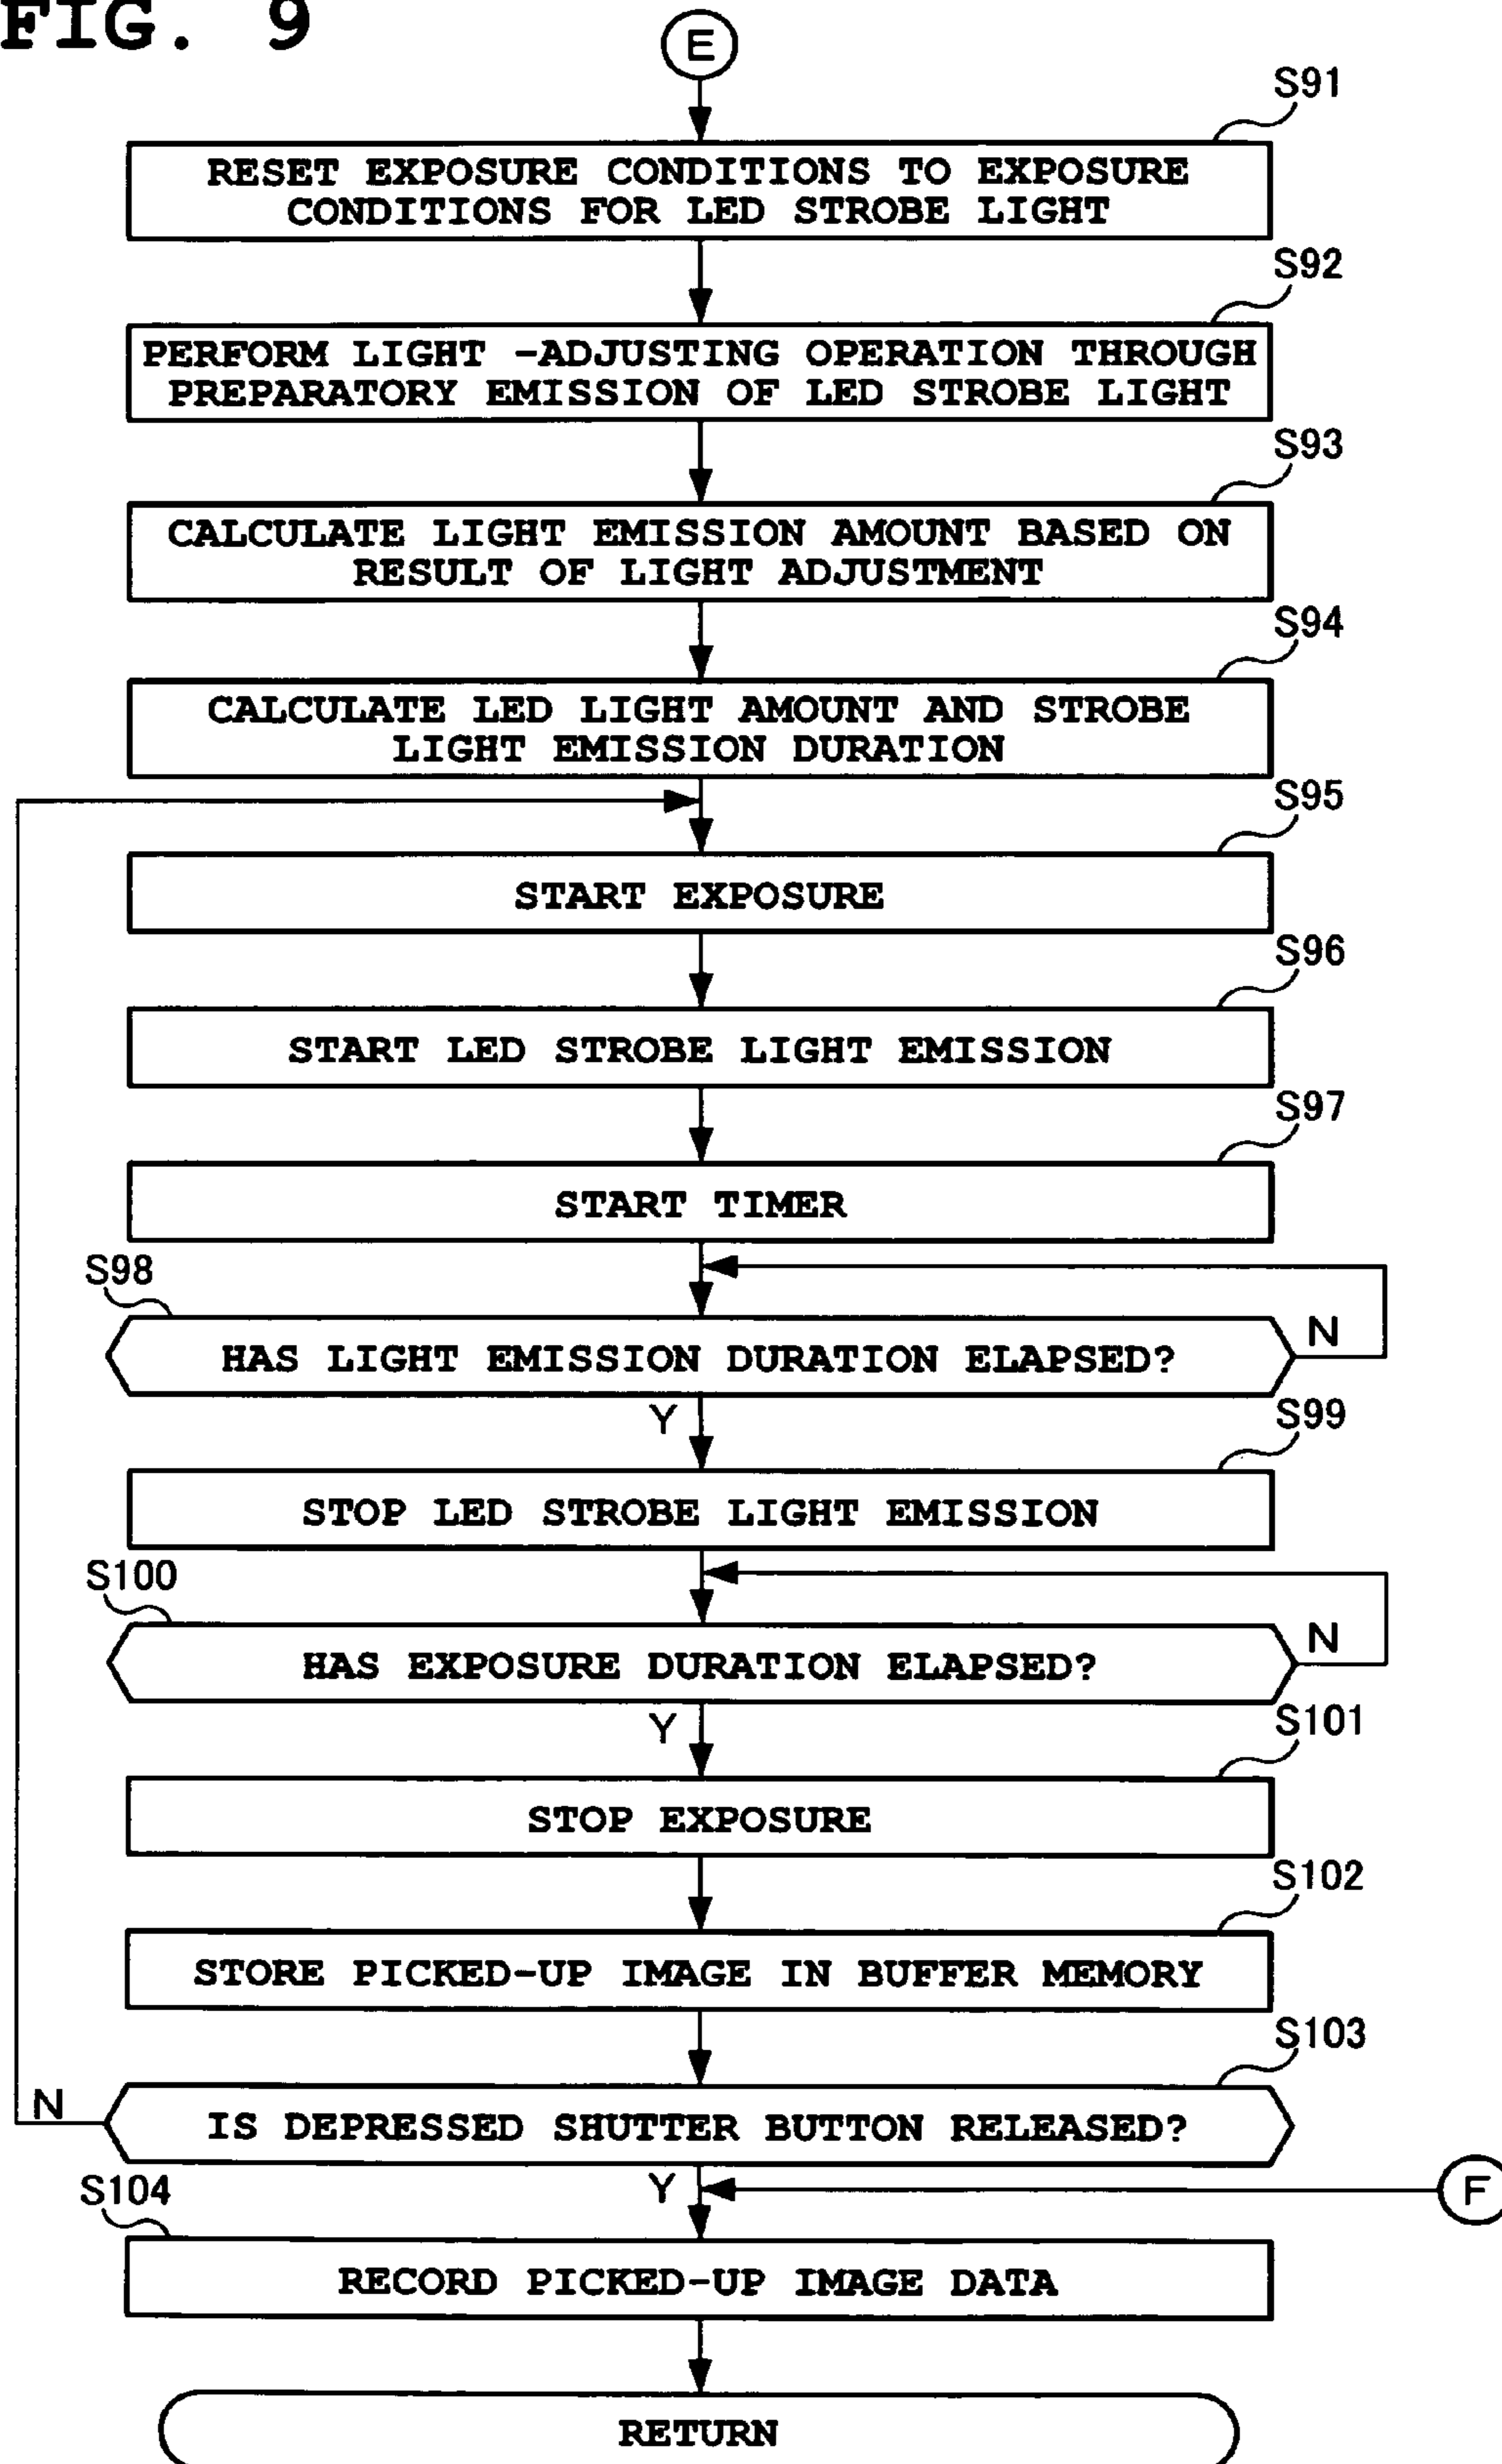 FIG. 9
E
S91
RESET EXPOSURE CONDITIONS TO EXPOSURE
CONDITIONS FOR LED STROBE LIGHT
S92
PERFORM LIGHT -ADJUSTING OPERATION THROUGH
PREPARATORY EMISSION OF LED STROBE LIGHT
S93
CALCULATE LIGHT EMISSION AMOUNT BASED ON
RESULT OF LIGHT ADJUSTMENT
S94
CALCULATE LED LIGHT AMOUNT AND STROBE
LIGHT EMISSION DURATION
S95
START EXPOSURE
S96
START LED STROBE LIGHT EMISSION
S97
START TIMER
S98
HAS LIGHT EMISSION DURATION ELAPSED?
N
Y
S99
STOP LED STROBE LIGHT EMISSION
S100
HAS EXPOSURE DURATION ELAPSED?
N
Y
S101
STOP EXPOSURE
S102
STORE PICKED-UP IMAGE IN BUFFER MEMORY
S103
N
IS DEPRESSED SHUTTER BUTTON RELEASED?
Y
F
S104
RECORD PICKED-UP IMAGE DATA
RETURN